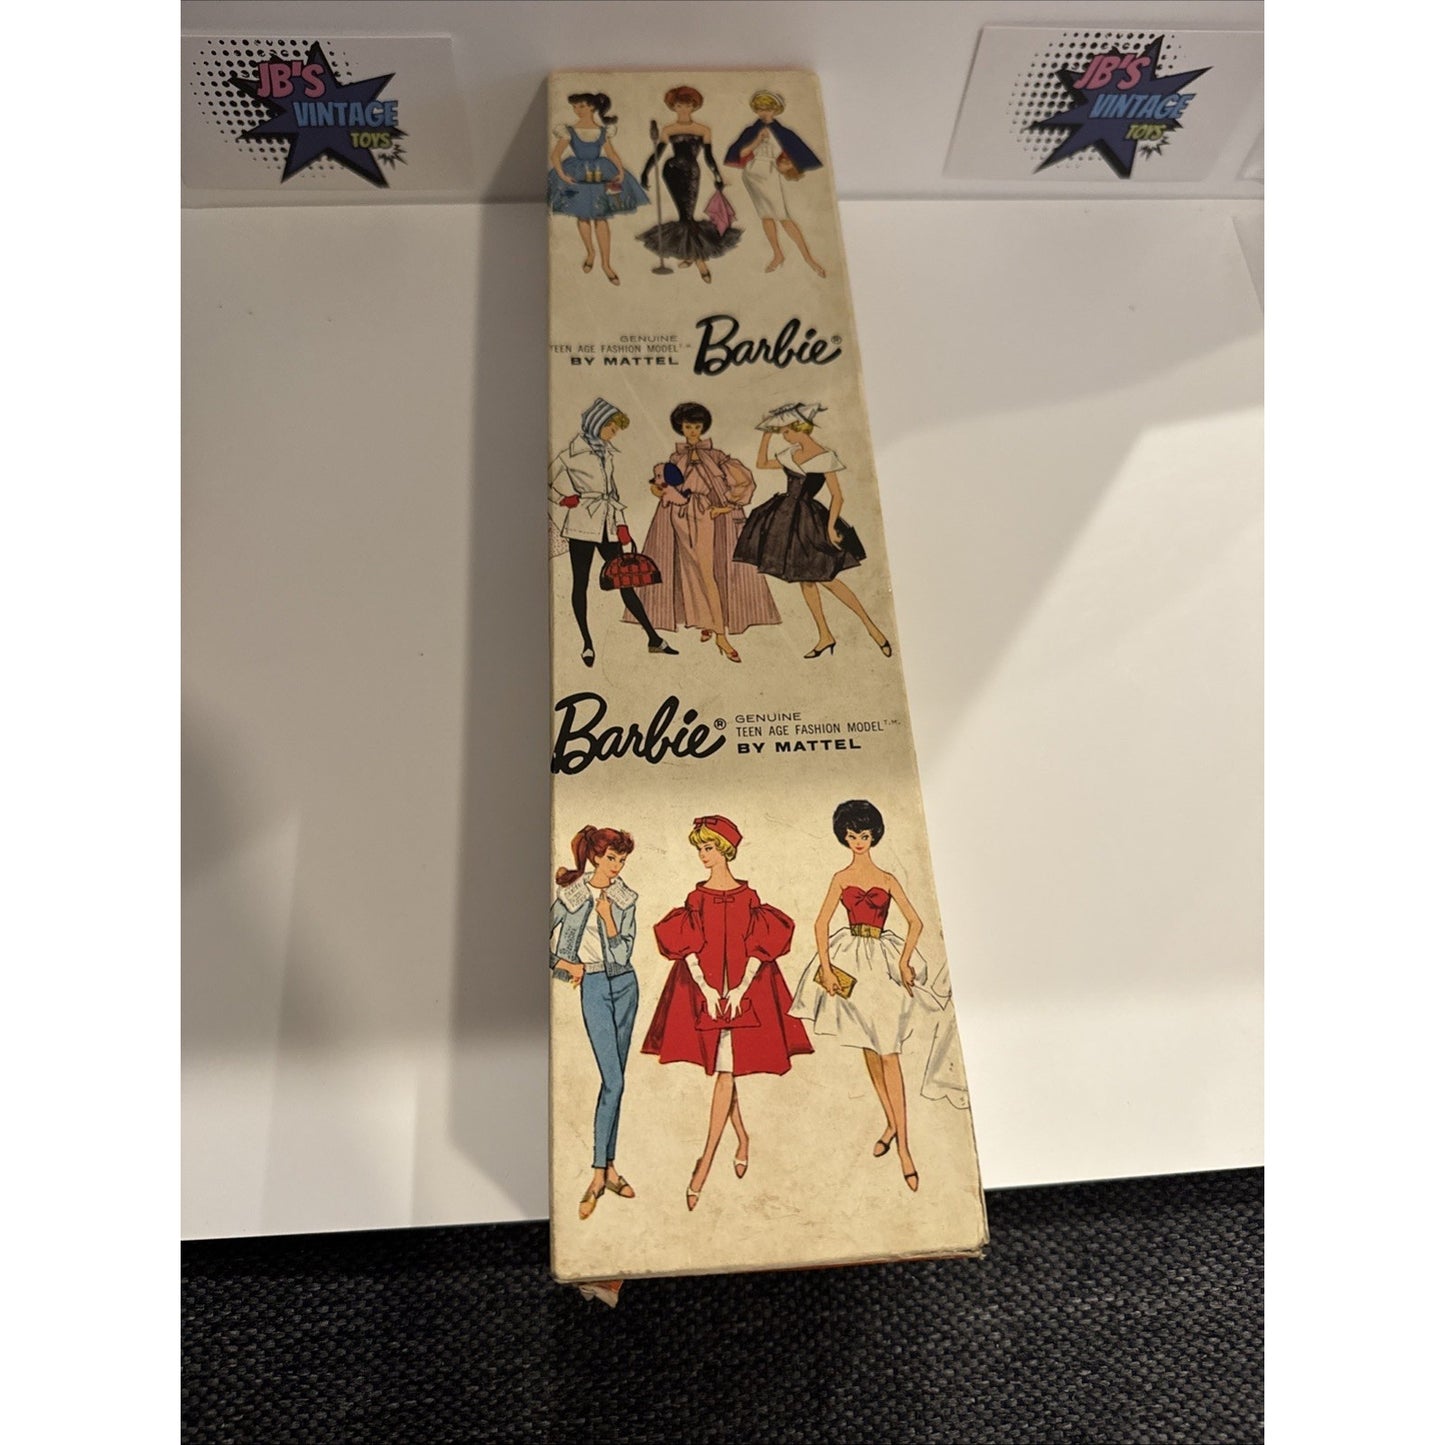 JB'S
VINTAGE
TOYS
JB'S
VINTAGE
TOYS
GENUINE
TEEN AGE FASHION MODEL T.M.
BY MATTEL
Barbie®
Barbie®
GENUINE
TEEN AGE FASHION MODEL T.M.
BY MATTEL